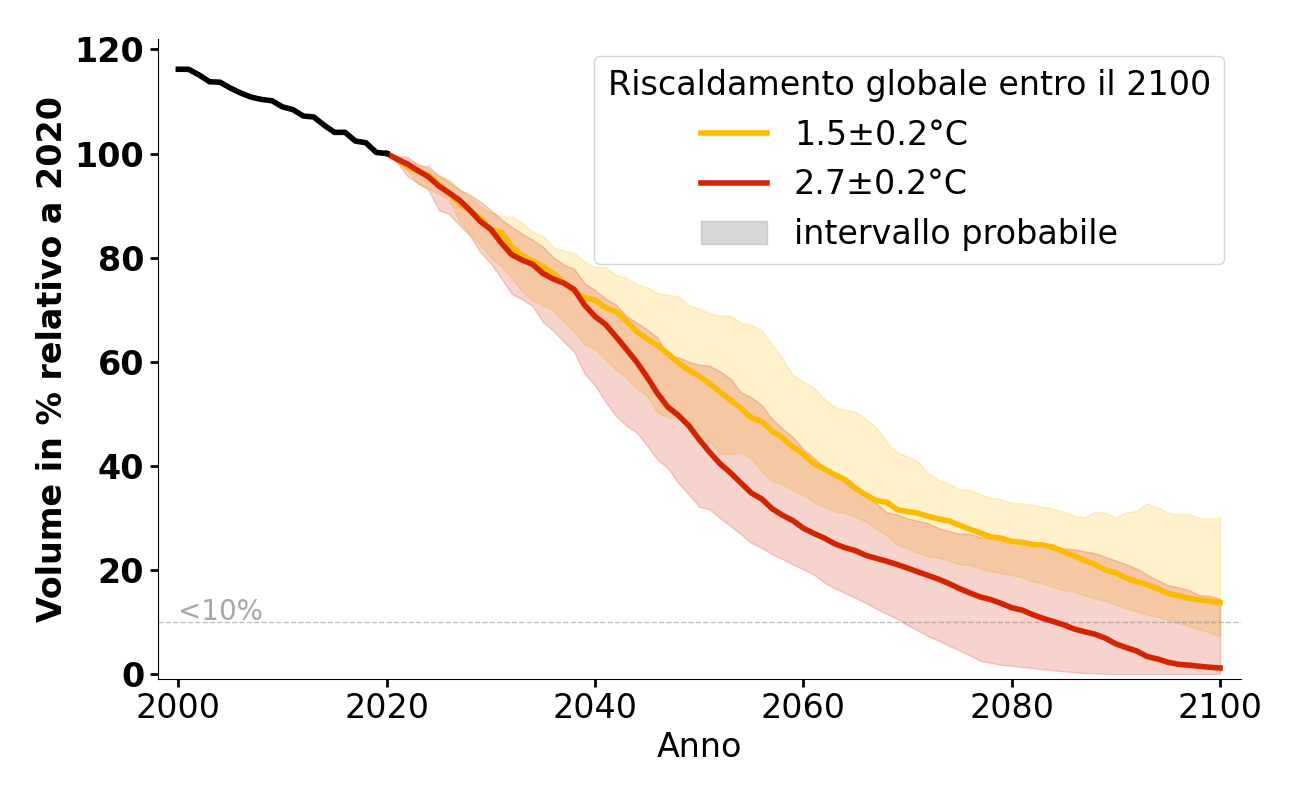 Volume in % relativo a 2020
120
100
80
60
40
20
0
Riscaldamento globale entro il 2100
1.5±0.2°C
2.7±0.2°C
intervallo probabile
<10%
2000 2020 2040 2060 2080 2100
Anno